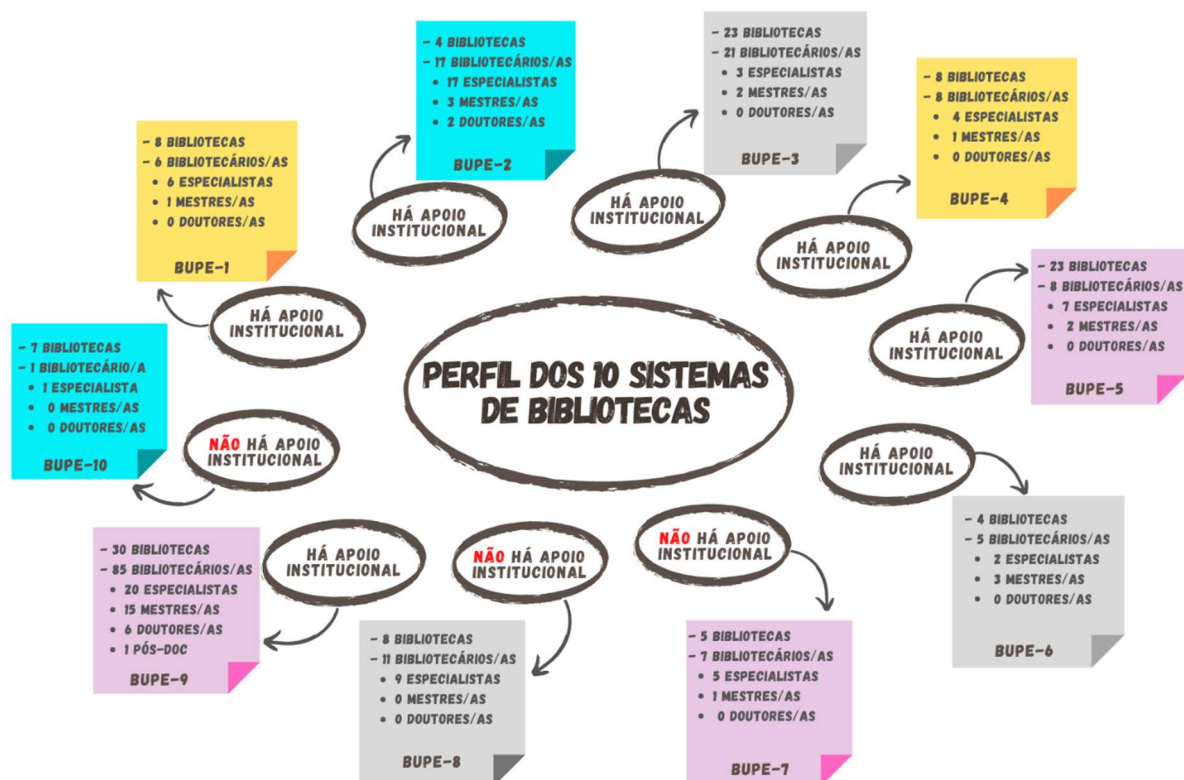 PERFIL DOS 10 SISTEMAS
DE BIBLIOTECAS
HÁ APOIO
INSTITUCIONAL
- 8 BIBLIOTECAS
- 6 BIBLIOTECÁRIOS/AS
• 6 ESPECIALISTAS
• 1 MESTRES/AS
• 0 DOUTORES/AS
BUPE-1
HÁ APOIO
INSTITUCIONAL
- 4 BIBLIOTECAS
- 17 BIBLIOTECÁRIOS/AS
• 17 ESPECIALISTAS
• 3 MESTRES/AS
• 2 DOUTORES/AS
BUPE-2
HÁ APOIO
INSTITUCIONAL
- 23 BIBLIOTECAS
- 21 BIBLIOTECÁRIOS/AS
• 3 ESPECIALISTAS
• 2 MESTRES/AS
• 0 DOUTORES/AS
BUPE-3
HÁ APOIO
INSTITUCIONAL
- 8 BIBLIOTECAS
- 8 BIBLIOTECÁRIOS/AS
• 4 ESPECIALISTAS
• 1 MESTRES/AS
• 0 DOUTORES/AS
BUPE-4
HÁ APOIO
INSTITUCIONAL
- 23 BIBLIOTECAS
- 8 BIBLIOTECÁRIOS/AS
• 7 ESPECIALISTAS
• 2 MESTRES/AS
• 0 DOUTORES/AS
BUPE-5
HÁ APOIO
INSTITUCIONAL
- 4 BIBLIOTECAS
- 5 BIBLIOTECÁRIOS/AS
• 2 ESPECIALISTAS
• 3 MESTRES/AS
• 0 DOUTORES/AS
BUPE-6
NÃO HÁ APOIO
INSTITUCIONAL
- 5 BIBLIOTECAS
- 7 BIBLIOTECÁRIOS/AS
• 5 ESPECIALISTAS
• 1 MESTRES/AS
• 0 DOUTORES/AS
BUPE-7
NÃO HÁ APOIO
INSTITUCIONAL
- 8 BIBLIOTECAS
- 11 BIBLIOTECÁRIOS/AS
• 9 ESPECIALISTAS
• 0 MESTRES/AS
• 0 DOUTORES/AS
BUPE-8
HÁ APOIO
INSTITUCIONAL
- 30 BIBLIOTECAS
- 85 BIBLIOTECÁRIOS/AS
• 20 ESPECIALISTAS
• 15 MESTRES/AS
• 6 DOUTORES/AS
• 1 PÓS-DOC
BUPE-9
NÃO HÁ APOIO
INSTITUCIONAL
- 7 BIBLIOTECAS
- 1 BIBLIOTECÁRIO/A
• 1 ESPECIALISTA
• 0 MESTRES/AS
• 0 DOUTORES/AS
BUPE-10